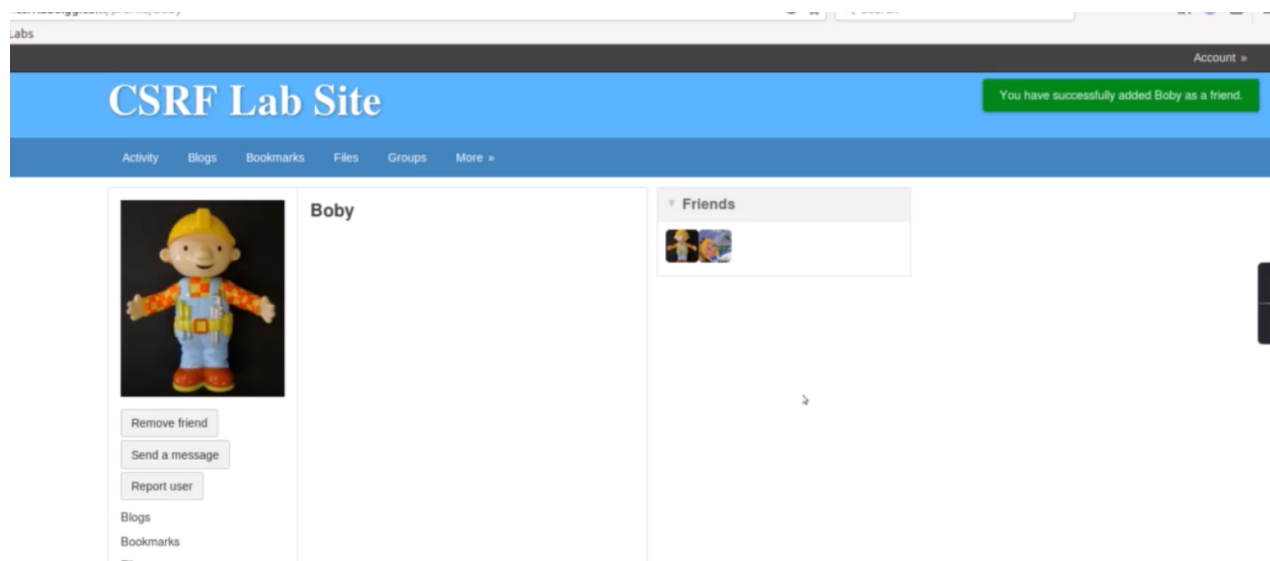 Labs
Account »
CSRF Lab Site
You have successfully added Boby as a friend.
Activity Blogs Bookmarks Files Groups More »
Boby
Friends
Remove friend
Send a message
Report user
Blogs
Bookmarks